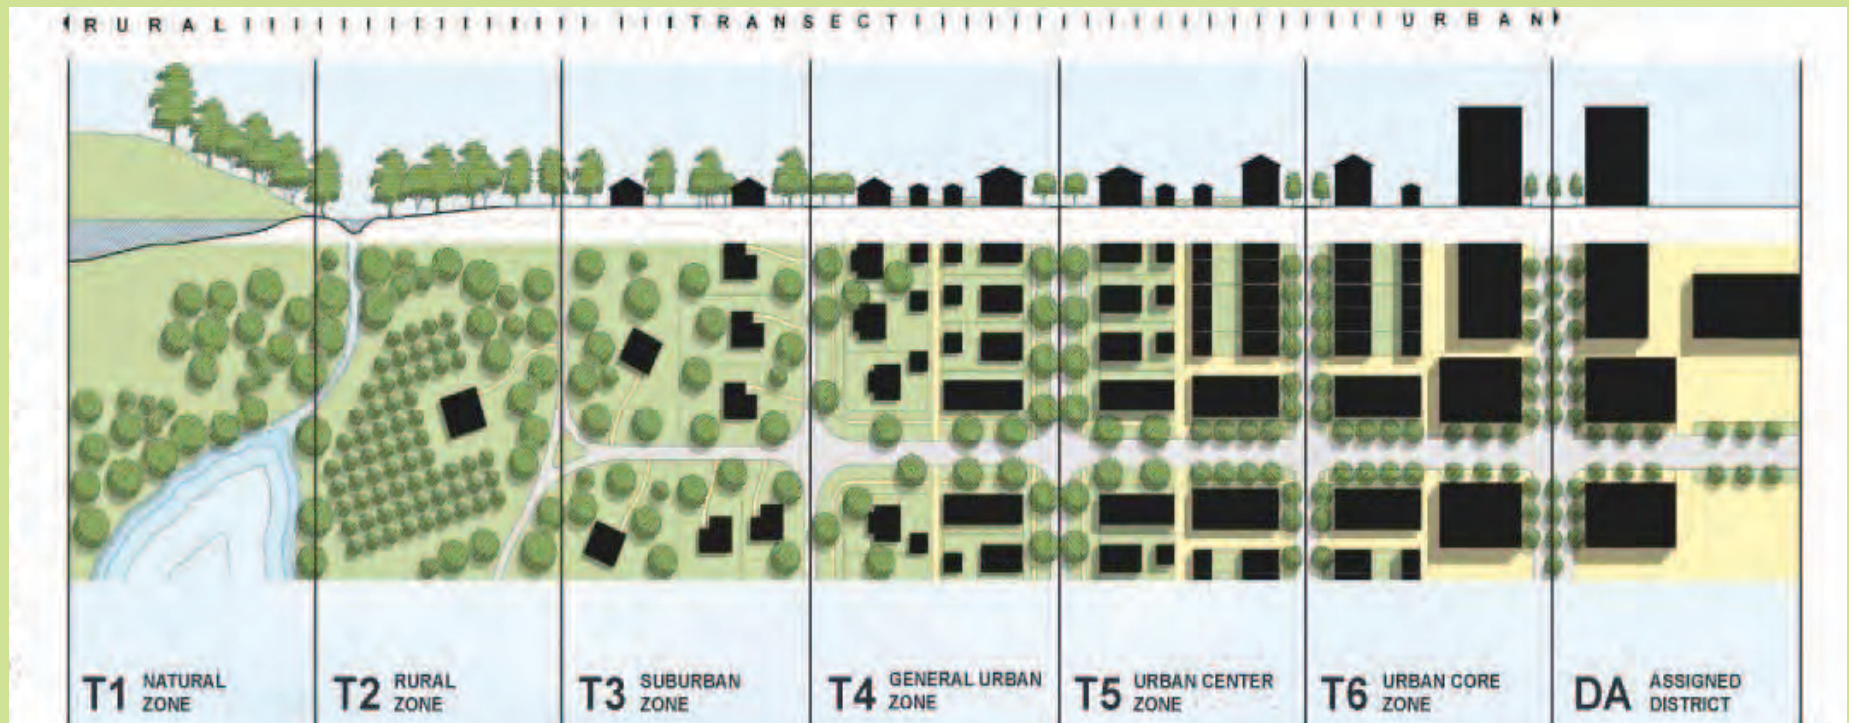 RURAL | | | | | | | | | | | | | | | | | TRANSECT | | | | | | | | | | | | | | | | | | | URBAN
T1 NATURAL ZONE
T2 RURAL ZONE
T3 SUBURBAN ZONE
T4 GENERAL URBAN ZONE
T5 URBAN CENTER ZONE
T6 URBAN CORE ZONE
DA ASSIGNED DISTRICT